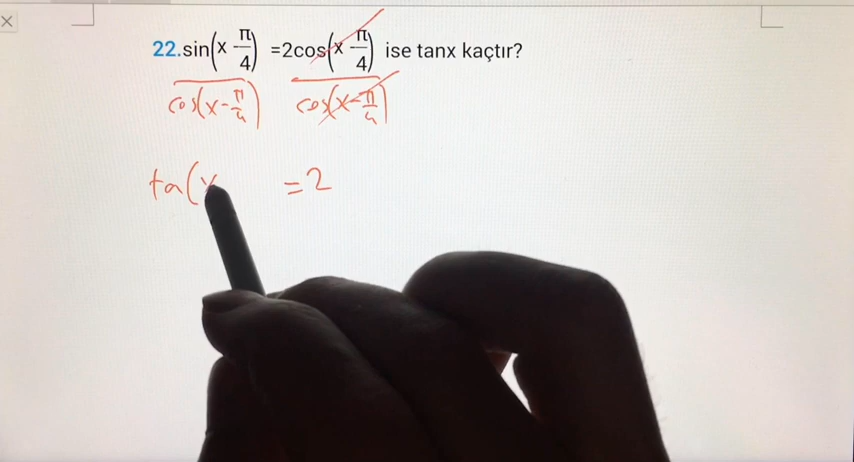 22.sin(x - π/4) =2cos(x - π/4) ise tanx kaçtır?
cos(x-π/4) cos(x-π/4)
ta(x =2